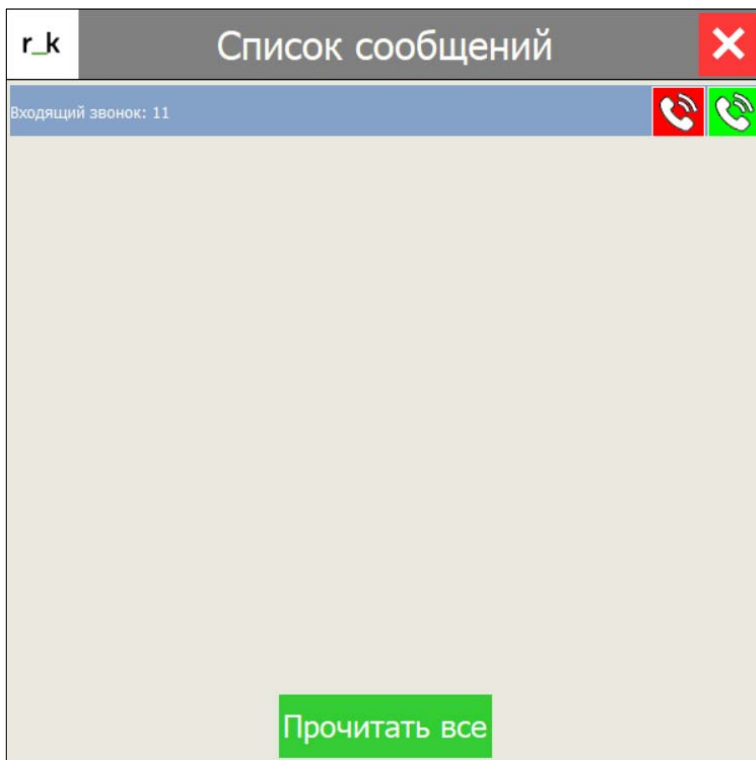 r_k
Список сообщений
Входящий звонок: 11
Прочитать все